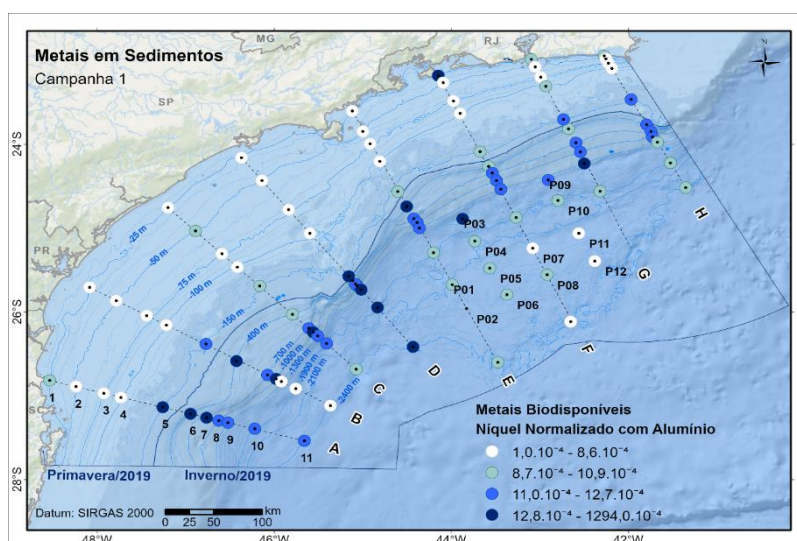 MG
RJ
Metais em Sedimentos
Campanha 1
SP
24°S
PR
-25 m
-50 m
-75 m
-100 m
-150 m
-400 m
-700 m
-1000 m
-1300 m
-1900 m
-2100 m
-2400 m
P09
P10
P03
P04
P11
P07
P12
P05
P01
P08
P06
P02
H
G
F
E
D
C
B
A
26°S
SC
1
2
3
4
5
6
7
8
9
10
11
Metais Biodisponíveis
Níquel Normalizado com Alumínio
1,0.10⁻⁴ - 8,6.10⁻⁴
8,7.10⁻⁴ - 10,9.10⁻⁴
11,0.10⁻⁴ - 12,7.10⁻⁴
12,8.10⁻⁴ - 1294,0.10⁻⁴
Primavera/2019
Inverno/2019
28°S
km
Datum: SIRGAS 2000
0 25 50 100
48°W
46°W
44°W
42°W